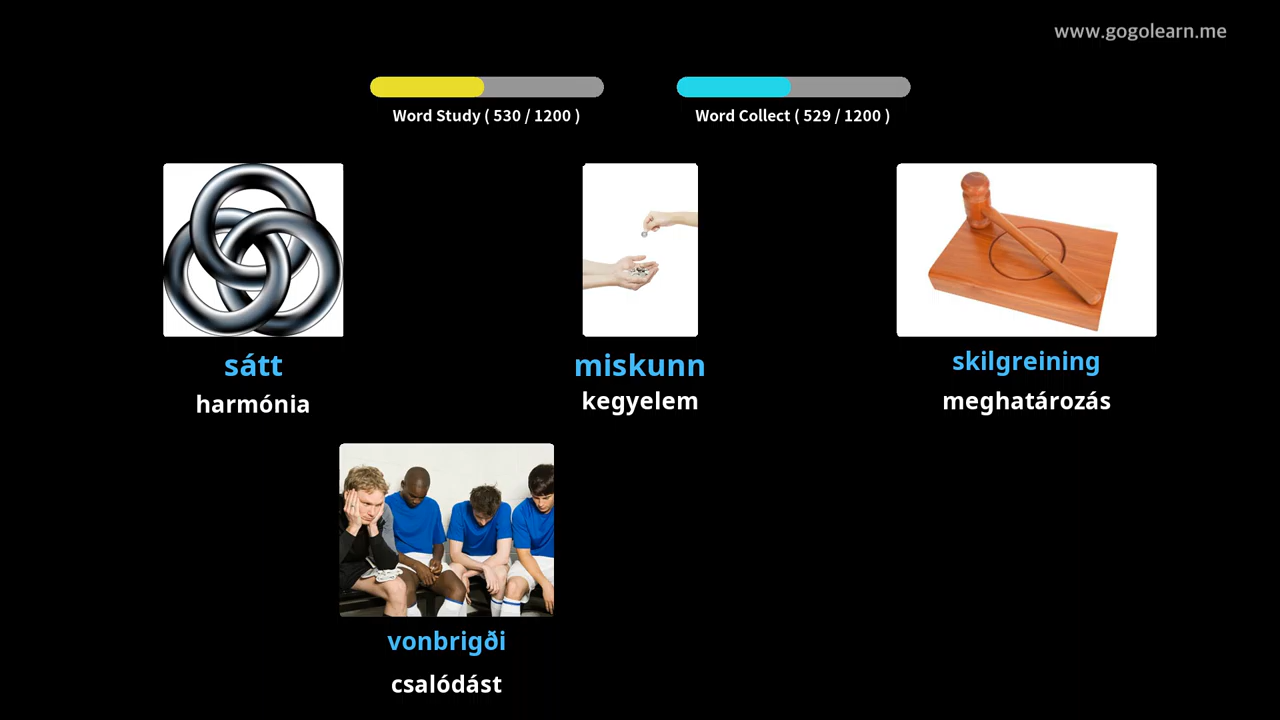 www.gogolearn.me
Word Study ( 530 / 1200 )
Word Collect ( 529 / 1200 )
sátt
harmónia
miskunn
kegyelem
skilgreining
meghatározás
vonbrigði
csalódást